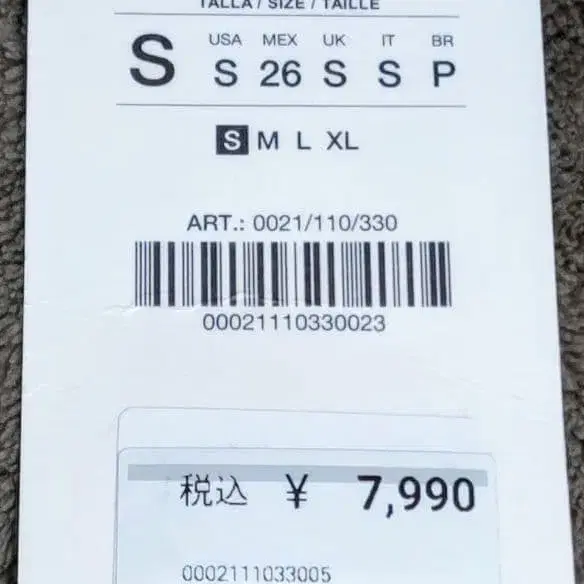 TALLA / SIZE / TAILLE
S
USA MEX UK IT BR
S 26 S S P
S M L XL
ART.: 0021/110/330
00021110330023
税込 ¥ 7,990
0002111033005